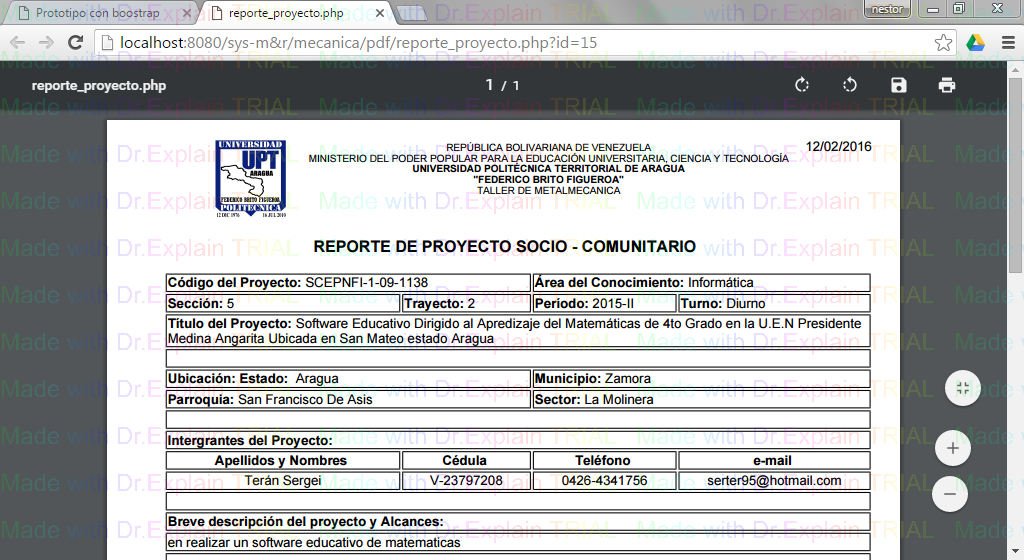 Prototipo con boostrap
reporte_proyecto.php
nestor
localhost:8080/sys-m&r/mecanica/pdf/reporte_proyecto.php?id=15
reporte_proyecto.php
1 / 1
UNIVERSIDAD
UPT
ARAGUA
FEDERICO BRITO FIGUEROA
POLITÉCNICA
12 DIC 1976 16 JUL 2010
REPÚBLICA BOLIVARIANA DE VENEZUELA
12/02/2016
MINISTERIO DEL PODER POPULAR PARA LA EDUCACIÓN UNIVERSITARIA, CIENCIA Y TECNOLOGÍA
UNIVERSIDAD POLITÉCNICA TERRITORIAL DE ARAGUA
"FEDERICO BRITO FIGUEROA"
TALLER DE METALMECANICA
REPORTE DE PROYECTO SOCIO - COMUNITARIO
Código del Proyecto: SCEPNFI-1-09-1138 Área del Conocimiento: Informática
Sección: 5 Trayecto: 2 Periodo: 2015-II Turno: Diurno
Título del Proyecto: Software Educativo Dirigido al Apredizaje del Matemáticas de 4to Grado en la U.E.N Presidente
Medina Angarita Ubicada en San Mateo estado Aragua
Ubicación: Estado: Aragua Municipio: Zamora
Parroquia: San Francisco De Asis Sector: La Molinera
Intergrantes del Proyecto:
Apellidos y Nombres Cédula Teléfono e-mail
Terán Sergei V-23797208 0426-4341756 serter95@hotmail.com
Breve descripción del proyecto y Alcances:
en realizar un software educativo de matematicas
Made with Dr.Explain TRIAL